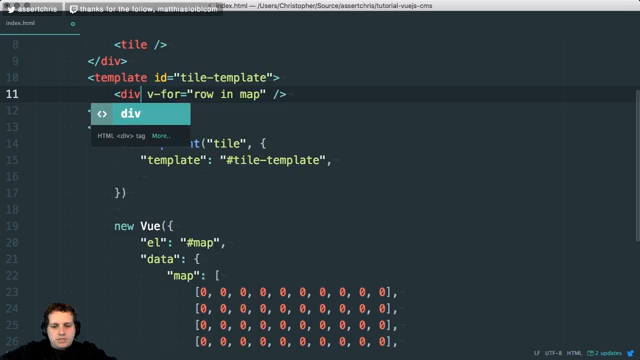 assertchris
thanks for the follow, matthiasloibl.com
index.html — /Users/Christopher/Source/assertchris/tutorial-vuejs-cms
index.html
8 <tile />
9 </div>
10 <template id="tile-template">
11 <div v-for="row in map" />
12 <
div
13 <
HTML <div> tag More..
14 ("tile", {
15 "template": "#tile-template",
16
17 })
18
19 new Vue({
20 "el": "#map",
21 "data": {
22 "map": [
23 [0, 0, 0, 0, 0, 0, 0, 0, 0, 0],
24 [0, 0, 0, 0, 0, 0, 0, 0, 0, 0],
25 [0, 0, 0, 0, 0, 0, 0, 0, 0, 0],
26 [0, 0, 0, 0, 0, 0, 0, 0, 0, 0],
LF UTF-8 HTML 2 updates